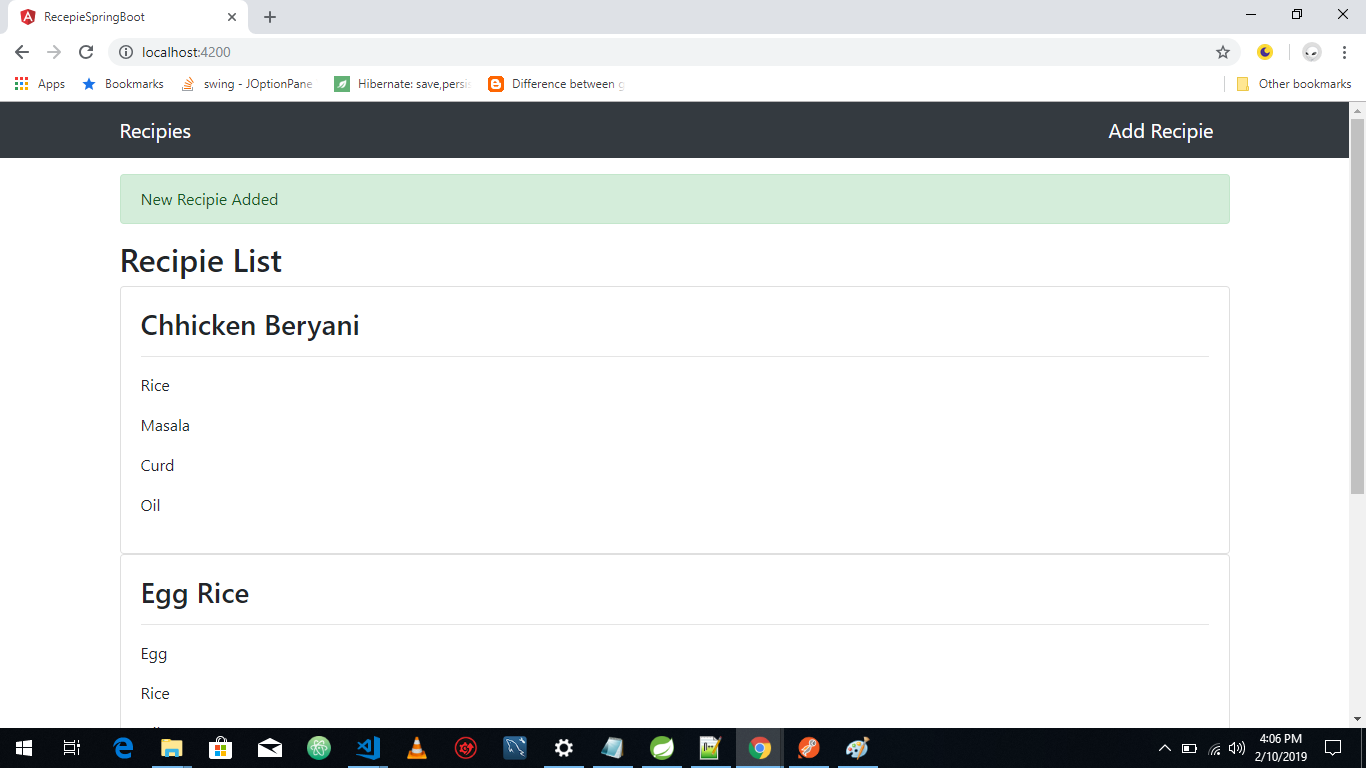 RecepieSpringBoot
localhost:4200
Apps
Bookmarks
swing - JOptionPane
Hibernate: save,persis
Difference between
Other bookmarks
Recipies
Add Recipie
New Recipie Added
Recipie List
Chhicken Beryani
Rice
Masala
Curd
Oil
Egg Rice
Egg
Rice
4:06 PM
2/10/2019